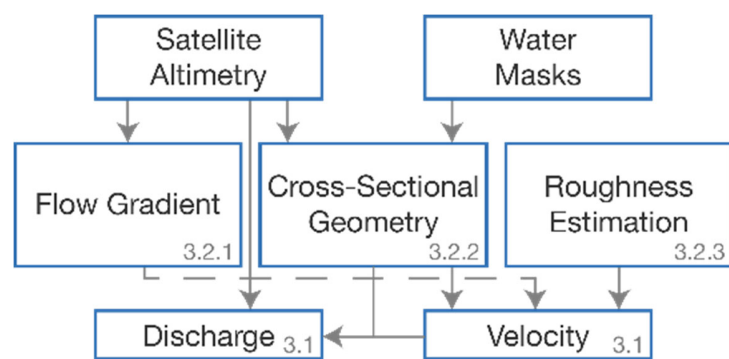 Satellite
Altimetry
Water
Masks
Flow Gradient
3.2.1
Cross-Sectional
Geometry
3.2.2
Roughness
Estimation
3.2.3
Discharge 3.1
Velocity 3.1